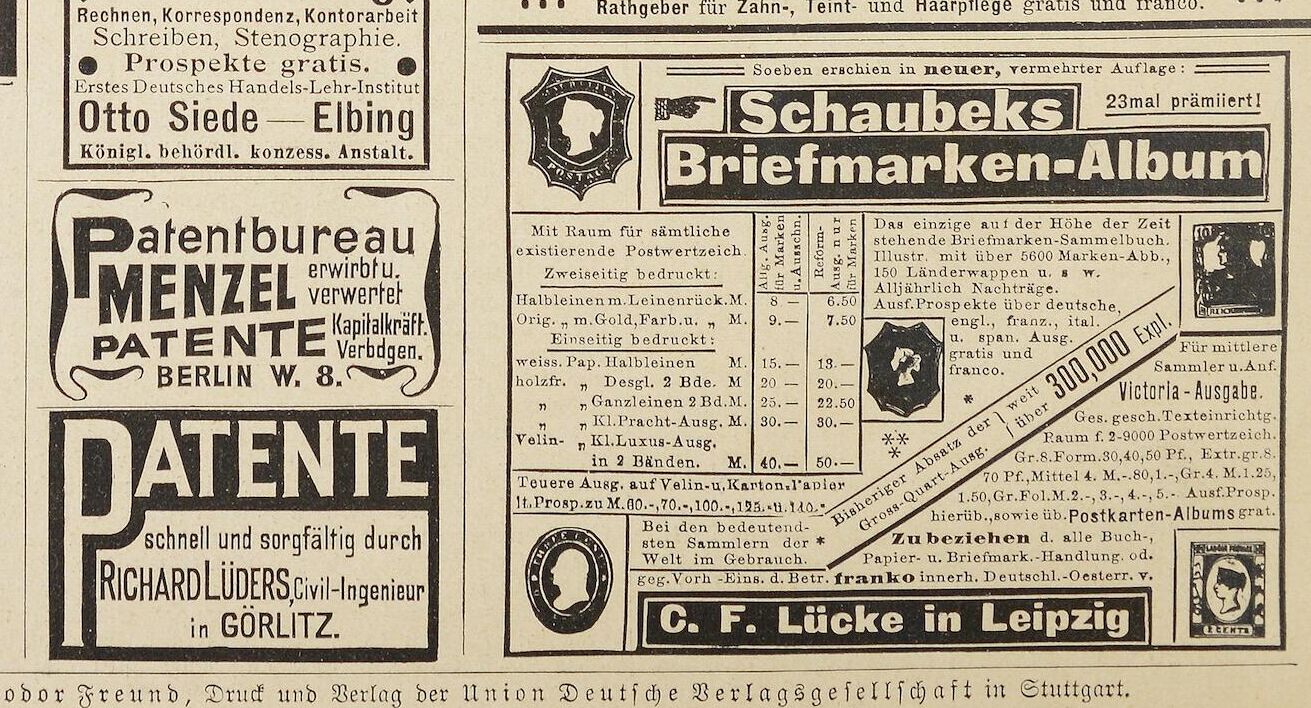 Rechnen, Korrespondenz, Kontorarbeit
Schreiben, Stenographie.
Prospekte gratis.
Erstes Deutsches Handels-Lehr-Institut
Otto Siede — Elbing
Königl. behördl. konzess. Anstalt.
Patentbureau
MENZEL erwirbt u. verwertet
PATENTE Kapitalkräft. Verbdgen.
BERLIN W. 8.
PATENTE
schnell und sorgfältig durch
RICHARD LÜDERS, Civil-Ingenieur
in GÖRLITZ.
Rathgeber für Zahn-, Teint- und Haarpflege gratis und franco.
Soeben erschien in neuer, vermehrter Auflage:
Schaubeks
23mal prämiiert!
Briefmarken-Album
POSTAGE
Mit Raum für sämtliche
existierende Postwertzeich.
Zweiseitig bedruckt:
Allg. Ausg. für Marken u. Ausschn.
Reform-Ausg. nur für Marken
Halbleinen m. Leinenrück. M. 8 — 6.50
Orig. „ m. Gold, Farb. u. „ M. 9.— 7.50
Einseitig bedruckt:
weiss. Pap. Halbleinen M. 15.— 13.—
holzfr. „ Desgl. 2 Bde. M 20 — 20.—
„ „ Ganzleinen 2 Bd. M. 25.— 22.50
„ „ Kl. Pracht-Ausg. M. 30.— 30.—
Velin- „ Kl. Luxus-Ausg.
in 2 Bänden. M. 40.— 50.—
Teuere Ausg. auf Velin- u. Karton-Papier
lt. Prosp. zu M. 60.-, 70.-, 100.-, 125.- u. 140.-
Das einzige auf der Höhe der Zeit
stehende Briefmarken-Sammelbuch.
Illustr. mit über 5600 Marken-Abb.,
150 Länderwappen u. s w.
Alljährlich Nachträge.
Ausf. Prospekte über deutsche,
engl., franz., ital.
u. span. Ausg.
gratis und
franco.
Bisheriger Absatz der Gross-Quart-Ausg. weit über 300,000 Expl.
Für mittlere
Sammler u. Anf.
Victoria - Ausgabe.
Ges. gesch. Texteinrichtg.
Raum f. 2-9000 Postwertzeich.
Gr. 8. Form. 30, 40, 50 Pf., Extr. gr. 8.
70 Pf., Mittel 4. M. -.80, 1.-, Gr. 4. M. 1.25,
1.50, Gr. Fol. M. 2.-, 3.-, 4.-, 5.- Ausf. Prosp.
hierüb., sowie üb. Postkarten-Albums grat.
THREE CENTS
Bei den bedeutend-
sten Sammlern der *
Welt im Gebrauch.
Zu beziehen d. alle Buch-,
Papier- u. Briefmark.-Handlung. od.
geg. Vorh -Eins. d. Betr. franko innerh. Deutschl.-Oesterr. v.
C. F. Lücke in Leipzig
2 CENTS
odor Freund, Druck und Verlag der Union Deutsche Verlagsgesellschaft in Stuttgart.